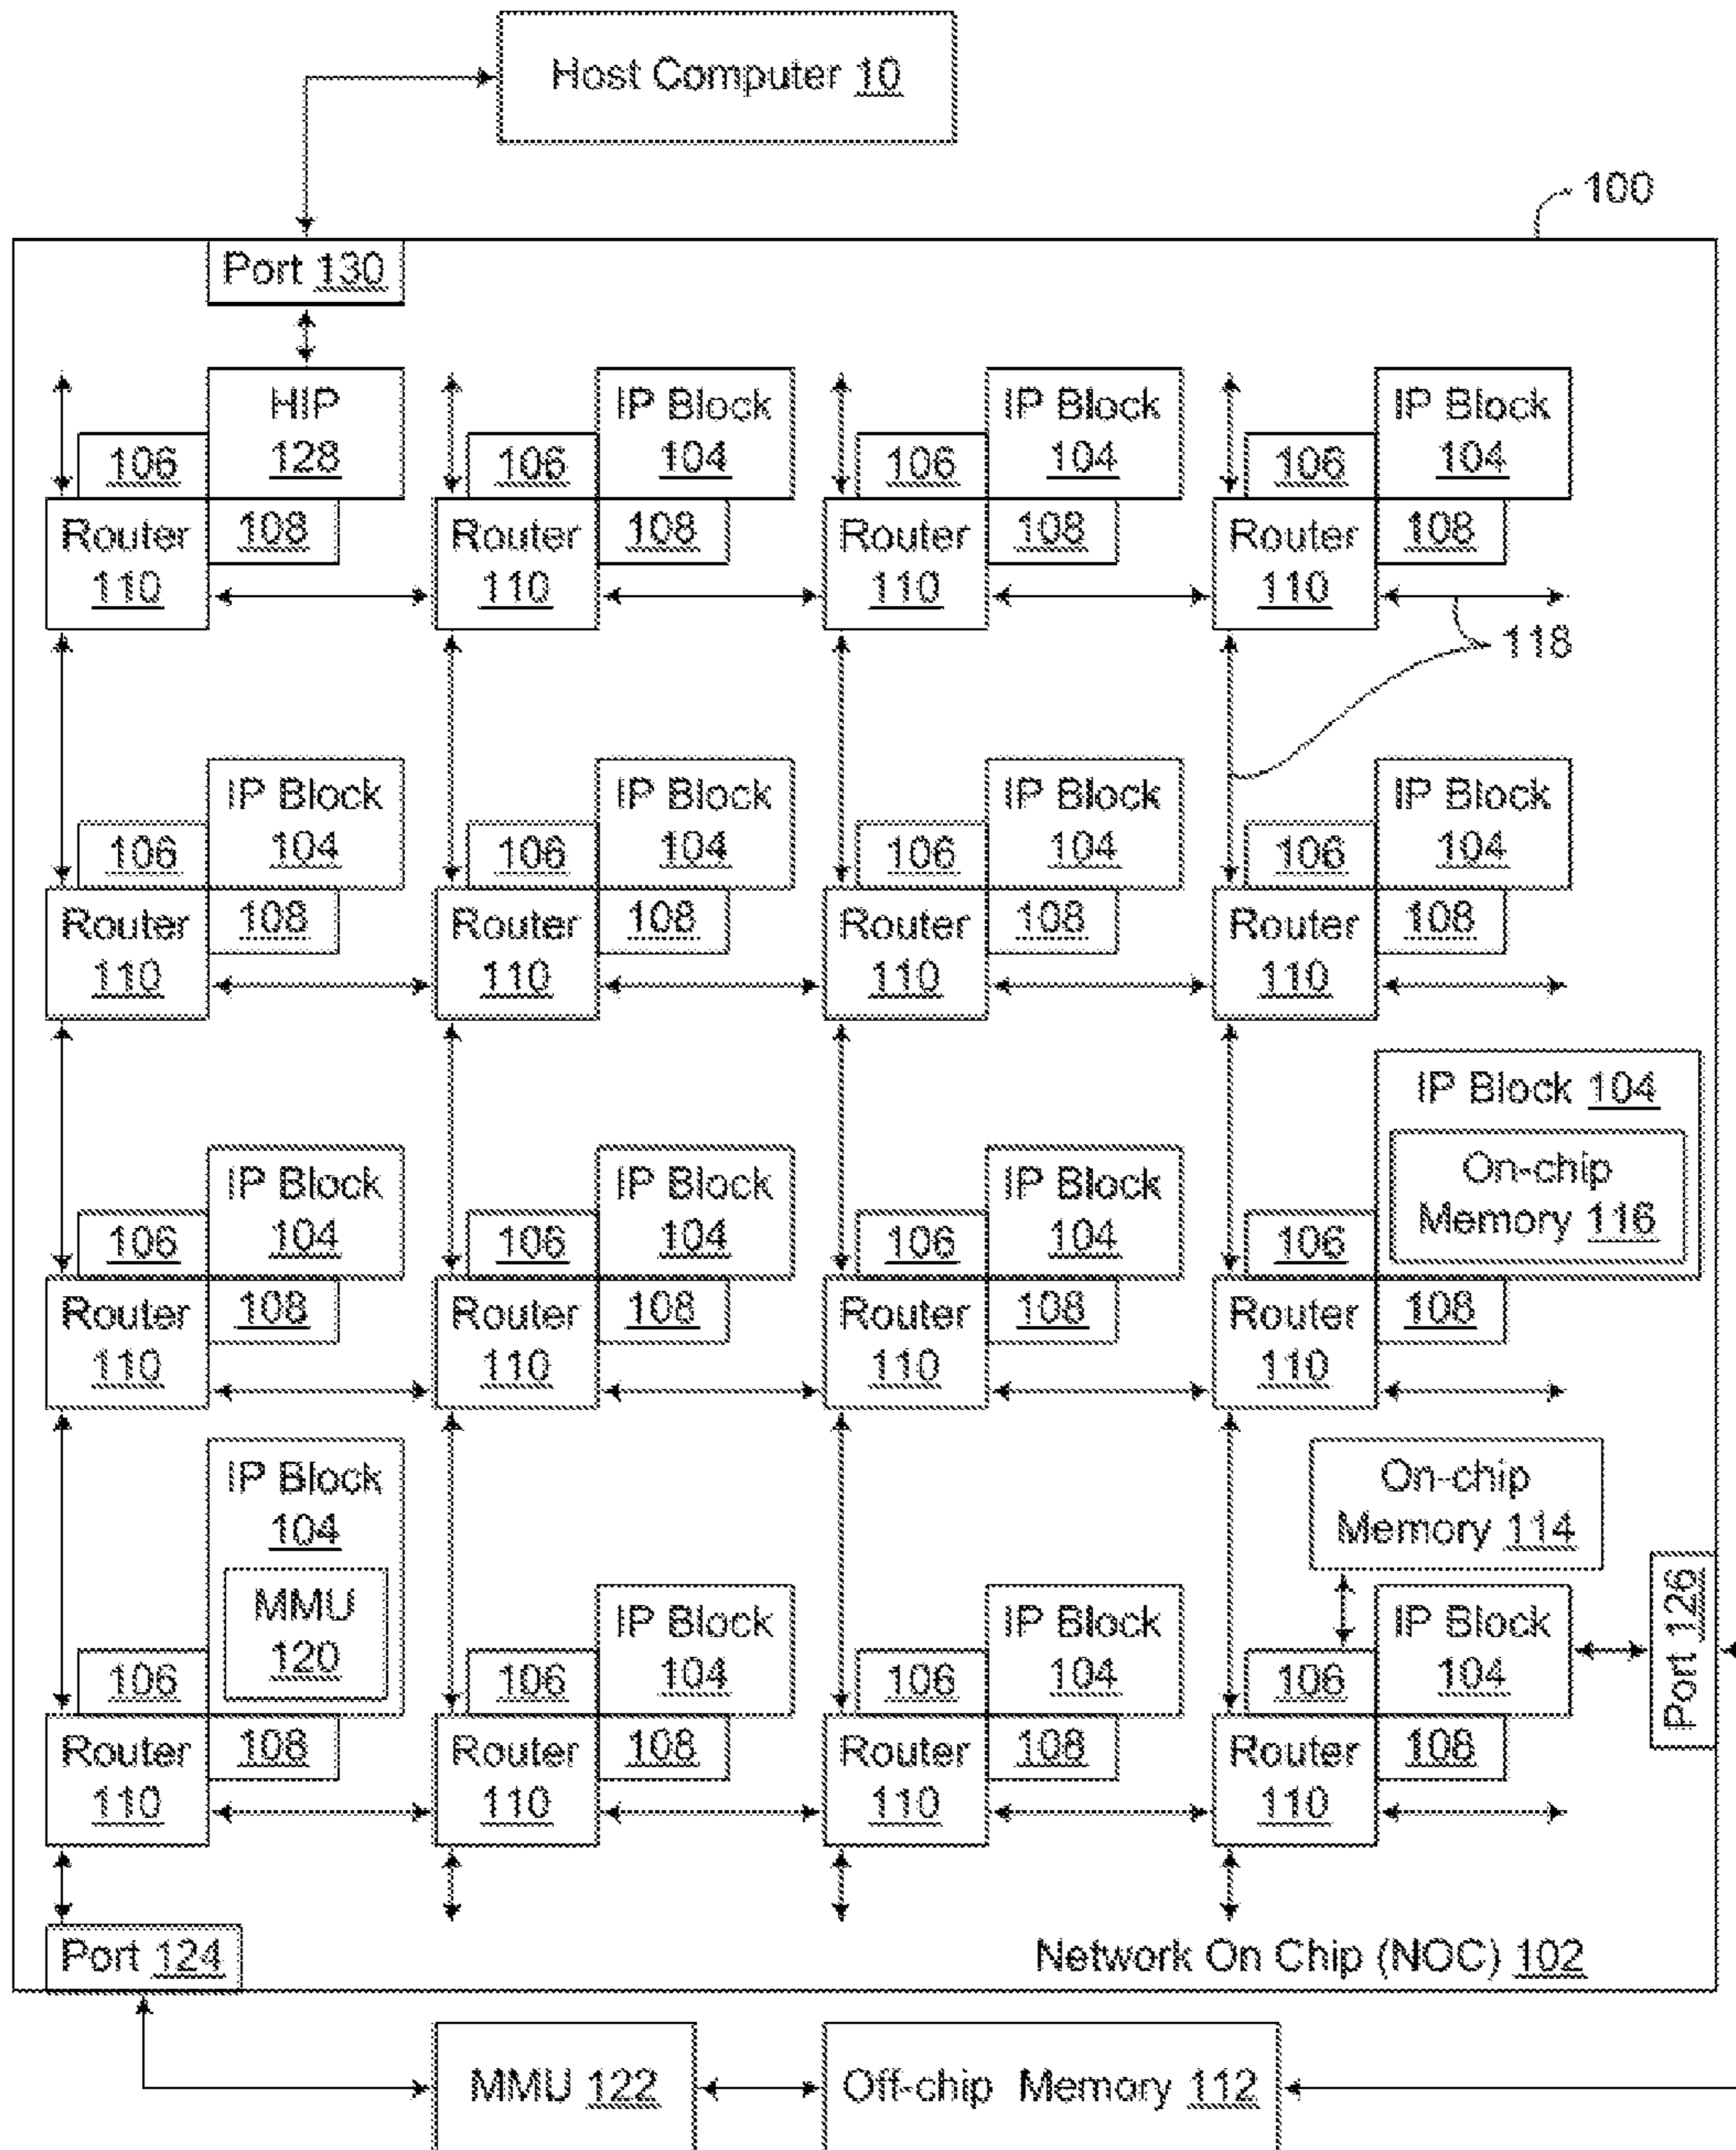 Host Computer 10
100
Port 130
HIP
128
IP Block
104
IP Block
104
IP Block
104
106
106
106
106
Router
110
108
Router
110
108
Router
110
108
Router
110
108
118
IP Block
104
IP Block
104
IP Block
104
IP Block
104
106
106
106
106
Router
110
108
Router
110
108
Router
110
108
Router
110
108
IP Block 104
On-chip
Memory 116
IP Block
104
IP Block
104
IP Block
104
106
106
106
106
Router
110
108
Router
110
108
Router
110
108
Router
110
108
IP Block
104
MMU
120
On-chip
Memory 114
IP Block
104
IP Block
104
IP Block
104
Port 126
106
106
106
106
Router
110
108
Router
110
108
Router
110
108
Router
110
108
Port 124
Network On Chip (NOC) 102
MMU 122
Off-chip Memory 112